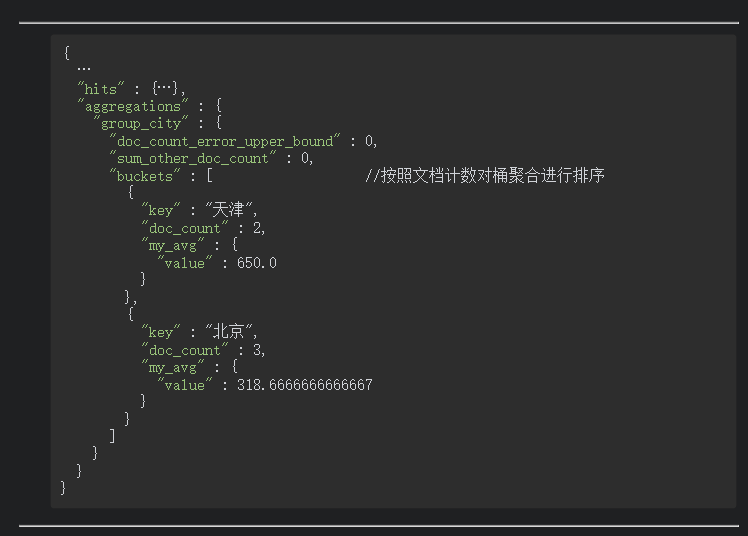 {
  …
  "hits" : {…},
  "aggregations" : {
    "group_city" : {
      "doc_count_error_upper_bound" : 0,
      "sum_other_doc_count" : 0,
      "buckets" : [                   //按照文档计数对桶聚合进行排序
        {
          "key" : "天津",
          "doc_count" : 2,
          "my_avg" : {
            "value" : 650.0
          }
        },
        {
          "key" : "北京",
          "doc_count" : 3,
          "my_avg" : {
            "value" : 318.6666666666667
          }
        }
      ]
    }
  }
}